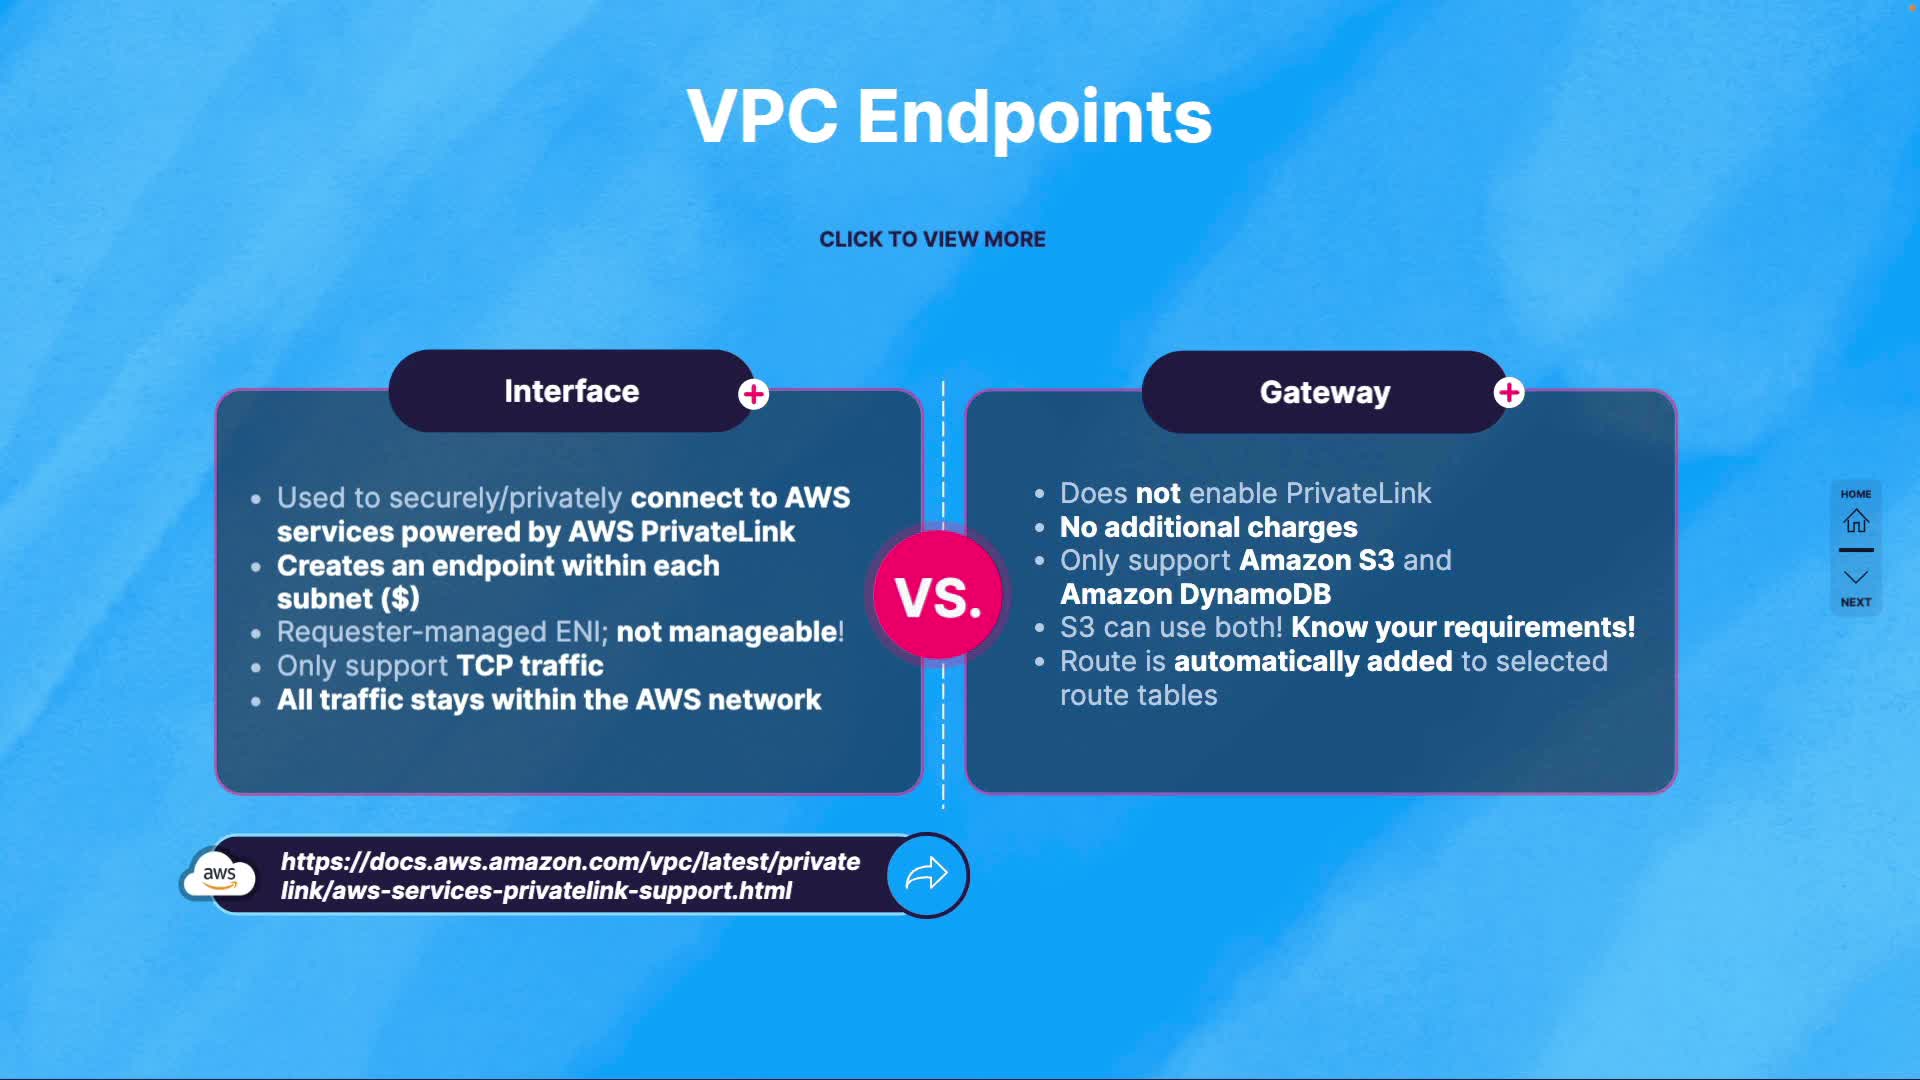 VPC Endpoints
CLICK TO VIEW MORE
Interface
• Used to securely/privately connect to AWS
services powered by AWS PrivateLink
• Creates an endpoint within each
subnet ($)
• Requester-managed ENI; not manageable!
• Only support TCP traffic
• All traffic stays within the AWS network
VS.
Gateway
• Does not enable PrivateLink
• No additional charges
• Only support Amazon S3 and
Amazon DynamoDB
• S3 can use both! Know your requirements!
• Route is automatically added to selected
route tables
HOME
NEXT
aws
https://docs.aws.amazon.com/vpc/latest/private
link/aws-services-privatelink-support.html